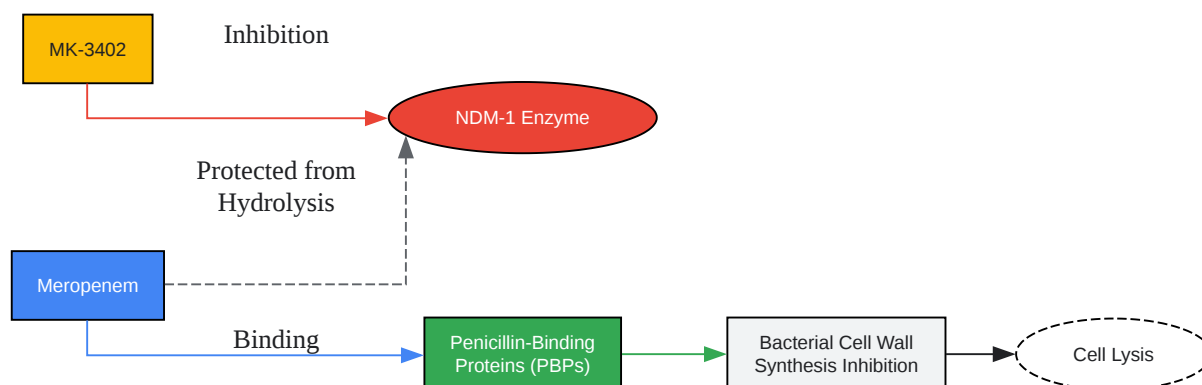 MK-3402
Inhibition
NDM-1 Enzyme
Protected from
Hydrolysis
Meropenem
Binding
Penicillin-Binding
Proteins (PBPs)
Bacterial Cell Wall
Synthesis Inhibition
Cell Lysis